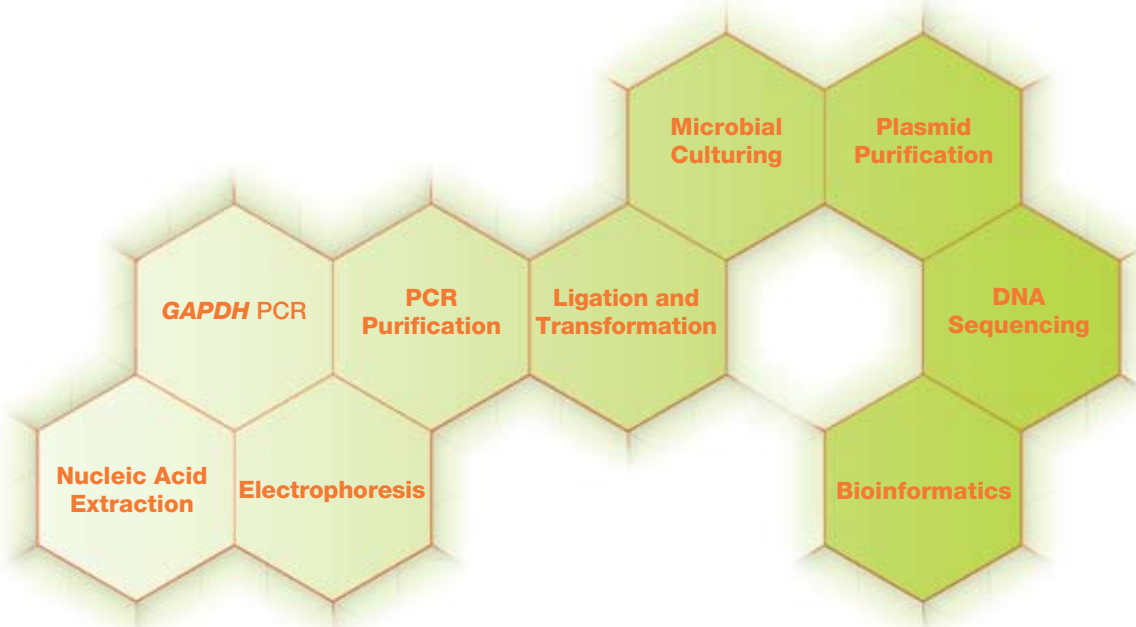 Microbial
Culturing
Plasmid
Purification
GAPDH PCR
PCR
Purification
Ligation and
Transformation
DNA
Sequencing
Nucleic Acid
Extraction
Electrophoresis
Bioinformatics